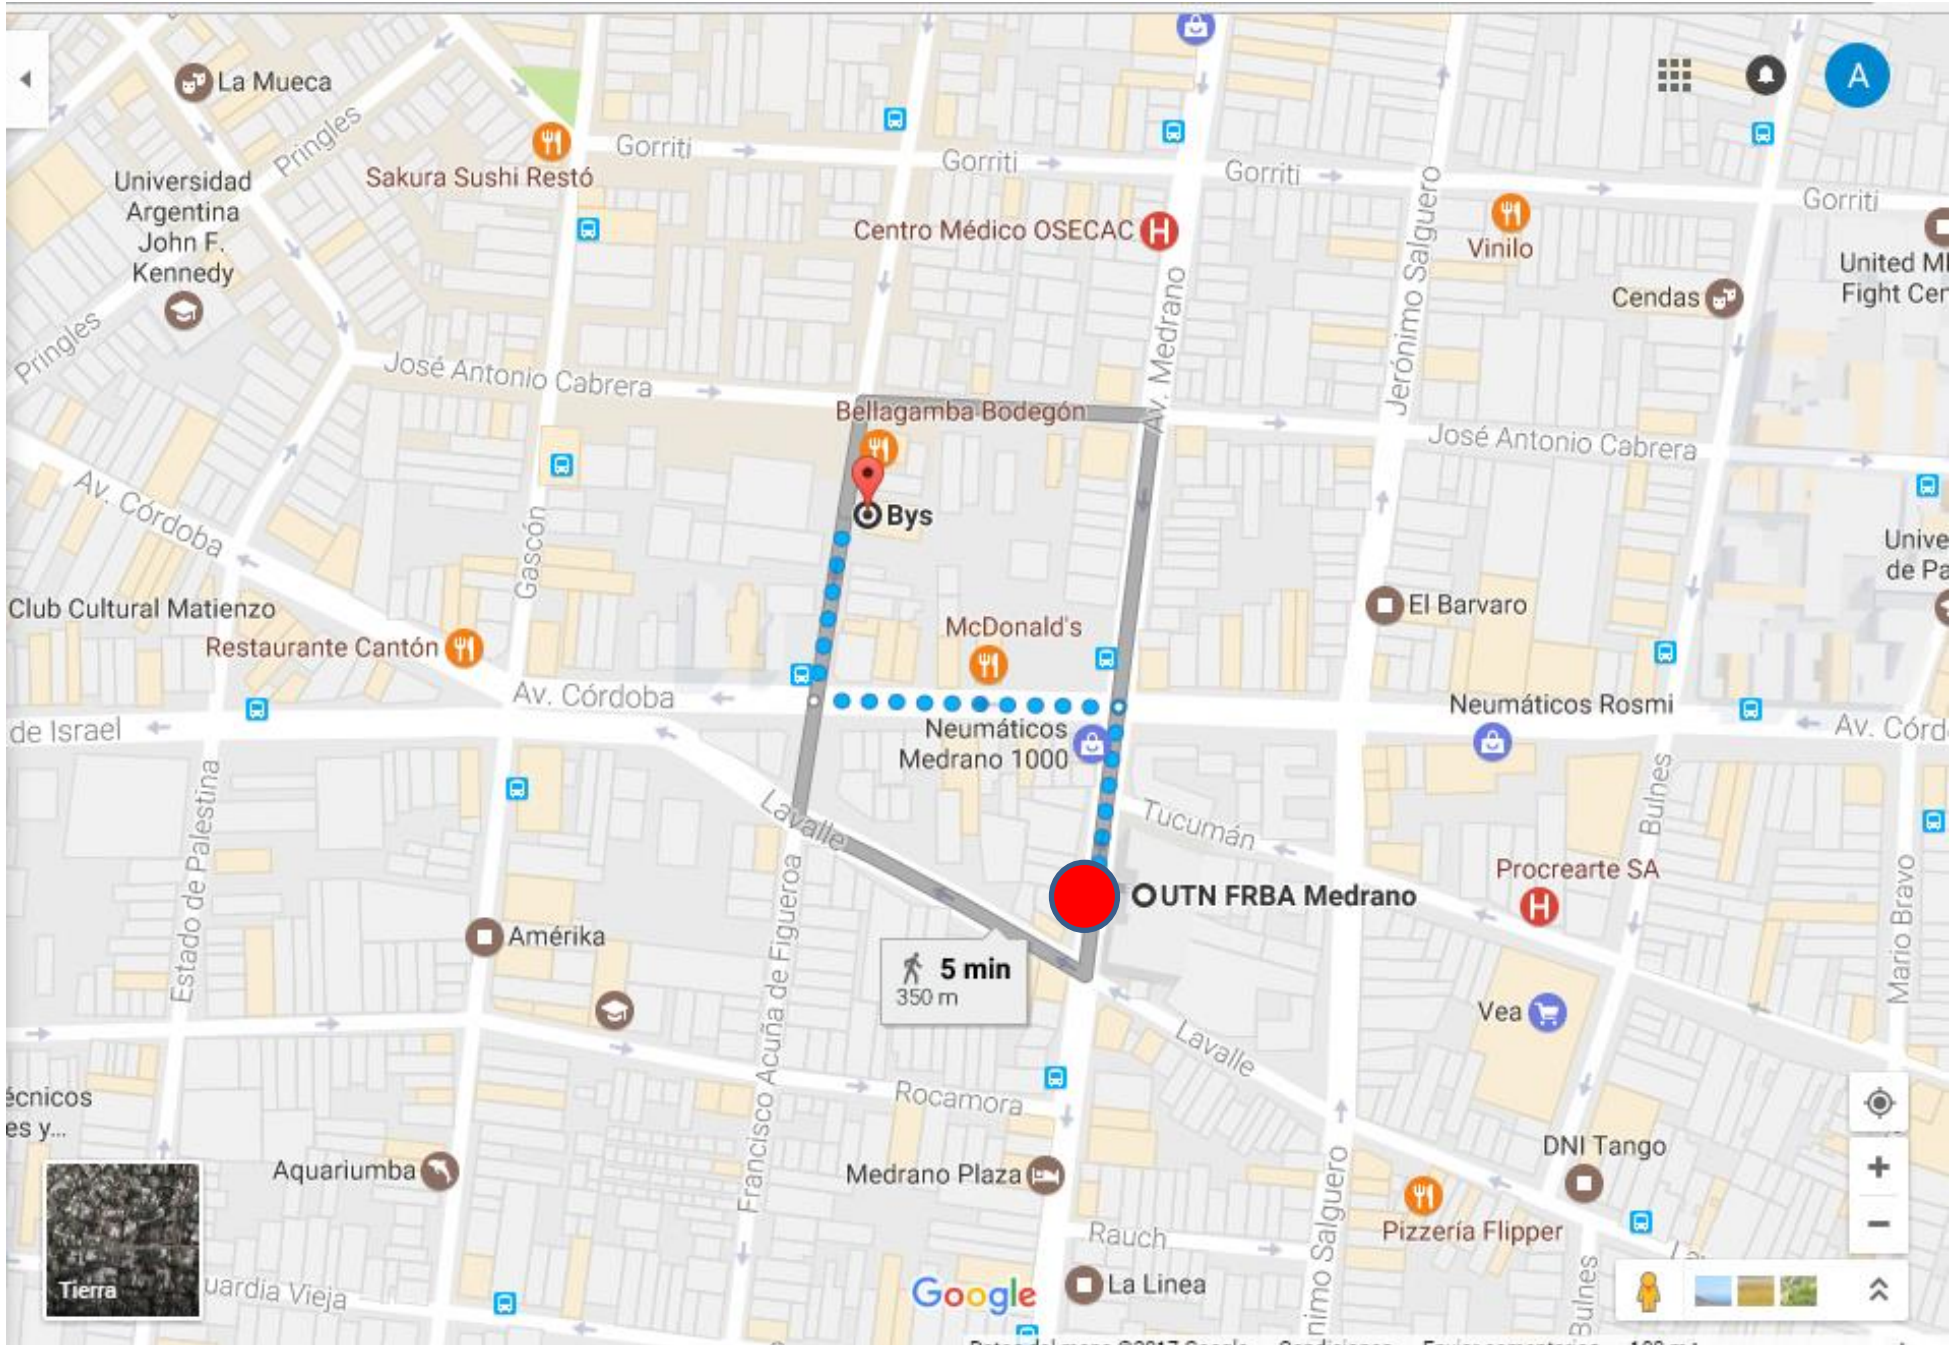 La Mueca
A
Pringles
Gorriti
Gorriti
Gorriti
Gorriti
Sakura Sushi Restó
Universidad
Argentina
John F.
Kennedy
Centro Médico OSECAC
H
Vinilo
Jerónimo Salguero
United
Fight
Cendas
Pringles
Av. Medrano
José Antonio Cabrera
Bellagamba Bodegón
José Antonio Cabrera
Av. Córdoba
Bys
Gascón
Club Cultural Matienzo
El Barvaro
McDonald's
Restaurante Cantón
Av. Córdoba
Neumáticos Rosmi
de Israel
Neumáticos
Medrano 1000
Av. Córd
Estado de Palestina
Lavalle
Tucumán
Bulnes
Procrearte SA
H
UTN FRBA Medrano
Mario Bravo
Amérika
5 min
350 m
Francisco Acuña de Figueroa
Vea
Lavalle
Rocamora
écnicos
es y...
DNI Tango
Aquariumba
Medrano Plaza
Jerónimo Salguero
Pizzería Flipper
Rauch
Tierra
uardia Vieja
Google
La Linea
Bulnes